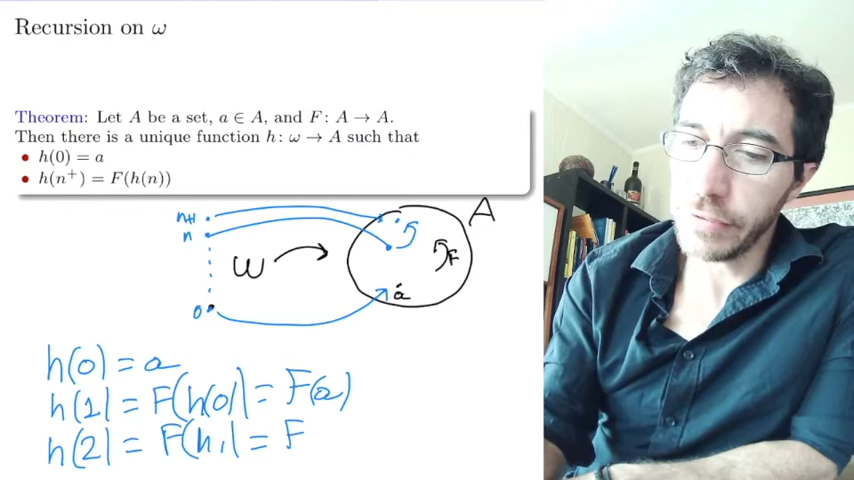 Recursion on ω
Theorem: Let A be a set, a ∈ A, and F: A → A.
Then there is a unique function h: ω → A such that
• h(0) = a
• h(n⁺) = F(h(n))
n+1
n
ω
0
A
F
a
h(0) = a
h(1) = F(h(0)) = F(a)
h(2) = F(h1) = F